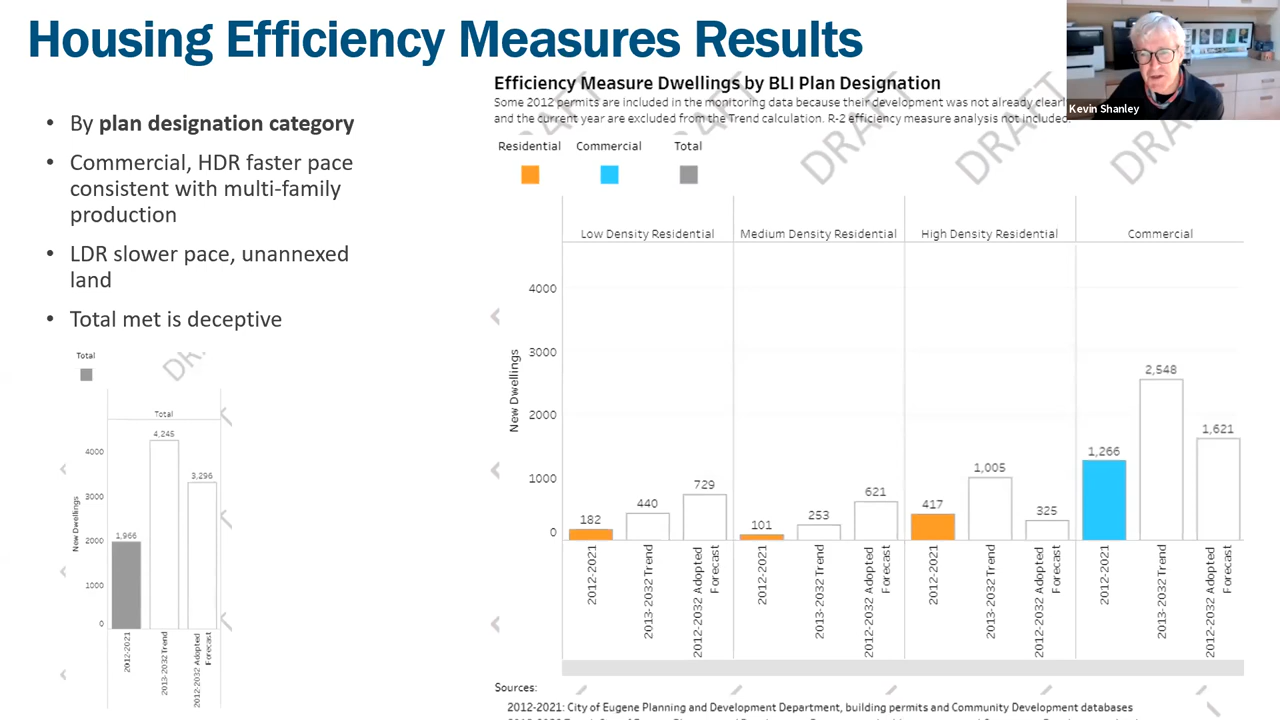 Housing Efficiency Measures Results
• By plan designation category
• Commercial, HDR faster pace
consistent with multi-family
production
• LDR slower pace, unannexed
land
• Total met is deceptive
Total
DRA
Total
4,245
3,296
1,966
4000
3000
2000
1000
0
New Dwellings
2012-2021
2013-2032 Trend
2012-2032 Adopted
Forecast
Efficiency Measure Dwellings by BLI Plan Designation
Some 2012 permits are included in the monitoring data because their development was not already clearl
and the current year are excluded from the Trend calculation. R-2 efficiency measure analysis not included.
Kevin Shanley
DRAFT
DRAFT
DRAFT
Residential Commercial Total
Low Density Residential Medium Density Residential High Density Residential Commercial
4000
3000
2000
1000
0
New Dwellings
182 440 729
101 253 621
417 1,005 325
1,266 2,548 1,621
2012-2021
2013-2032 Trend
2012-2032 Adopted
Forecast
2012-2021
2013-2032 Trend
2012-2032 Adopted
Forecast
2012-2021
2013-2032 Trend
2012-2032 Adopted
Forecast
2012-2021
2013-2032 Trend
2012-2032 Adopted
Forecast
Sources:
2012-2021: City of Eugene Planning and Development Department, building permits and Community Development databases